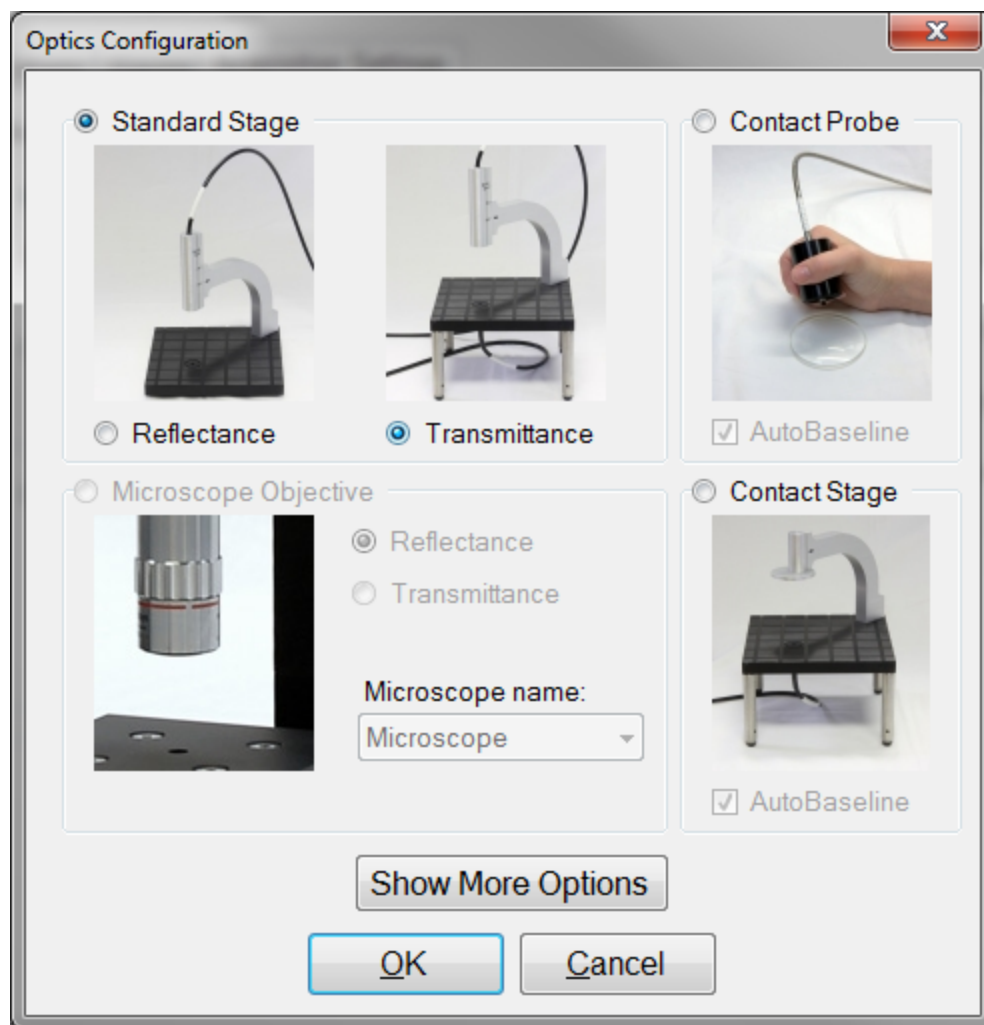 Optics Configuration
Standard Stage
Reflectance
Transmittance
Contact Probe
AutoBaseline
Microscope Objective
Reflectance
Transmittance
Microscope name:
Microscope
Contact Stage
AutoBaseline
Show More Options
OK
Cancel